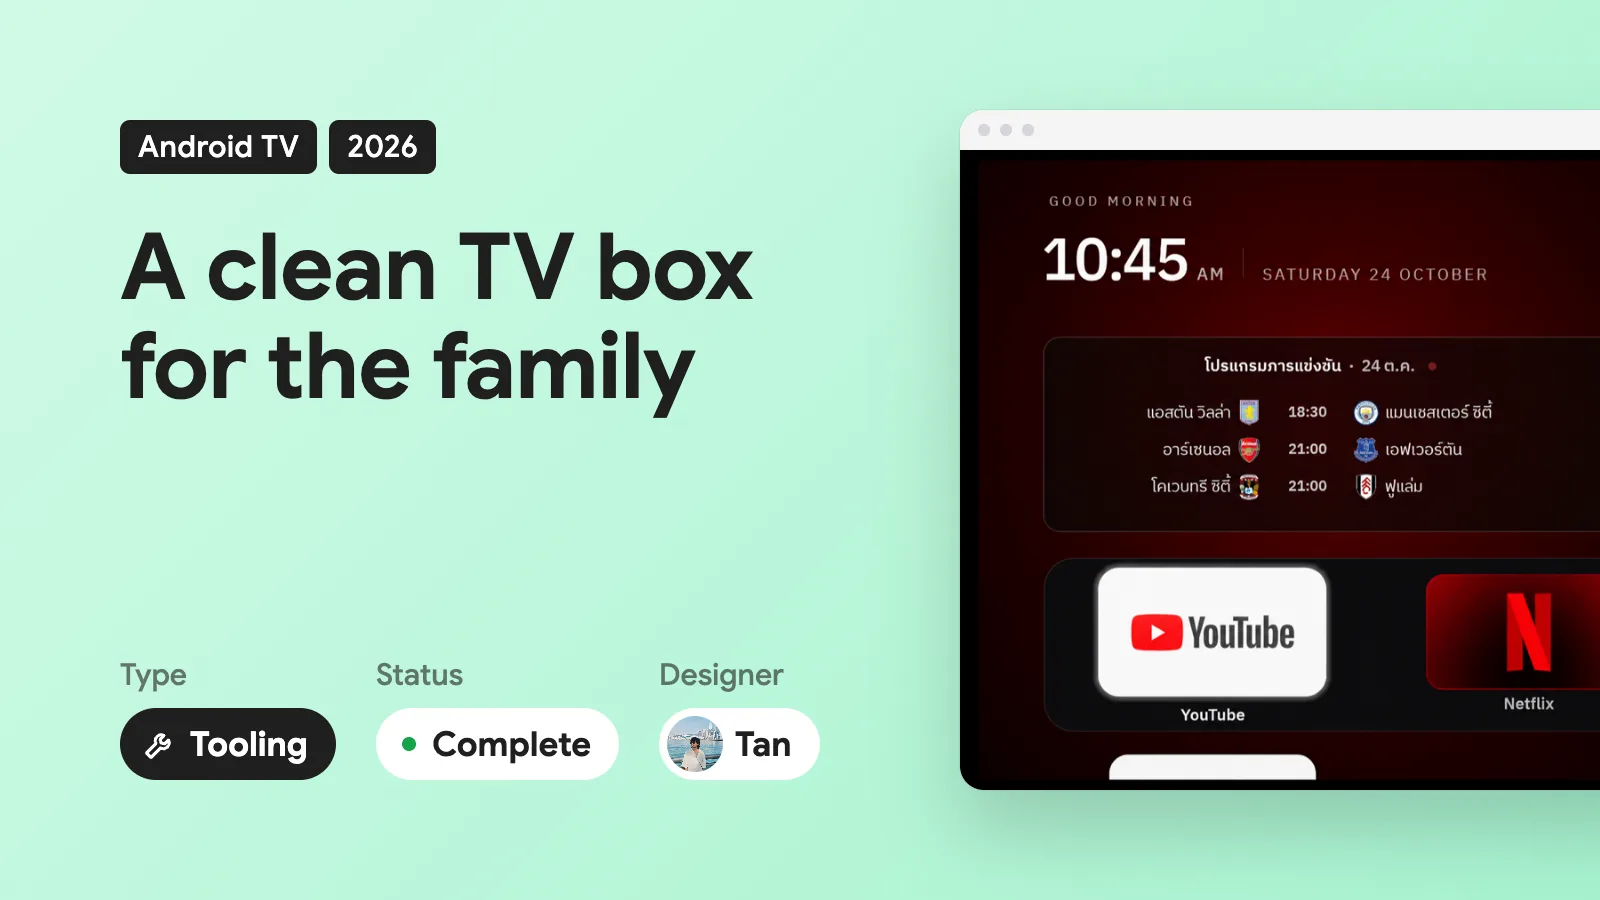 Android TV 2026
A clean TV box
for the family
Type Status Designer
Tooling Complete Tan
GOOD MORNING
10:45 AM SATURDAY 24 OCTOBER
โปรแกรมการแข่งขัน · 24 ต.ค.
แอสตัน วิลล่า 18:30 แมนเชสเตอร์ ซิตี้
อาร์เซนอล 21:00 เอฟเวอร์ตัน
โคเวนทรี ซิตี้ 21:00 ฟูแล่ม
YouTube N
YouTube Netflix